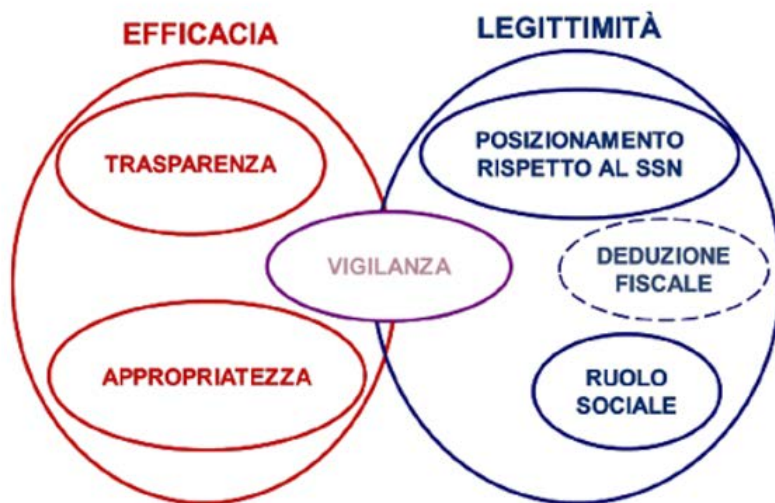 EFFICACIA
LEGITTIMITÀ
TRASPARENZA
POSIZIONAMENTO
RISPETTO AL SSN
VIGILANZA
DEDUZIONE
FISCALE
APPROPRIATEZZA
RUOLO
SOCIALE